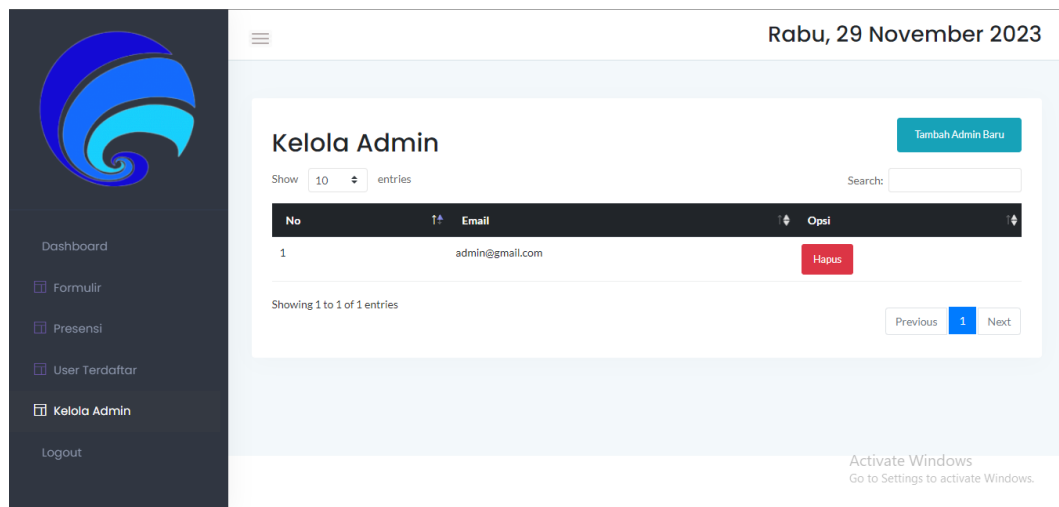 Rabu, 29 November 2023
Kelola Admin
Tambah Admin Baru
Show 10 entries
Search:
No Email Opsi
1 admin@gmail.com Hapus
Showing 1 to 1 of 1 entries
Previous 1 Next
Dashboard
Formulir
Presensi
User Terdaftar
Kelola Admin
Logout
Activate Windows
Go to Settings to activate Windows.